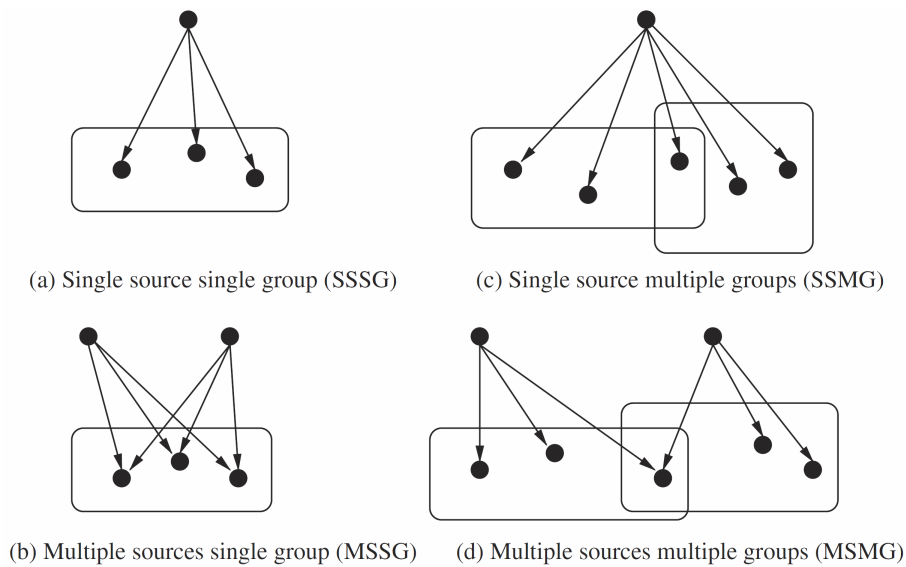 (a) Single source single group (SSSG)
(c) Single source multiple groups (SSMG)
(b) Multiple sources single group (MSSG)
(d) Multiple sources multiple groups (MSMG)